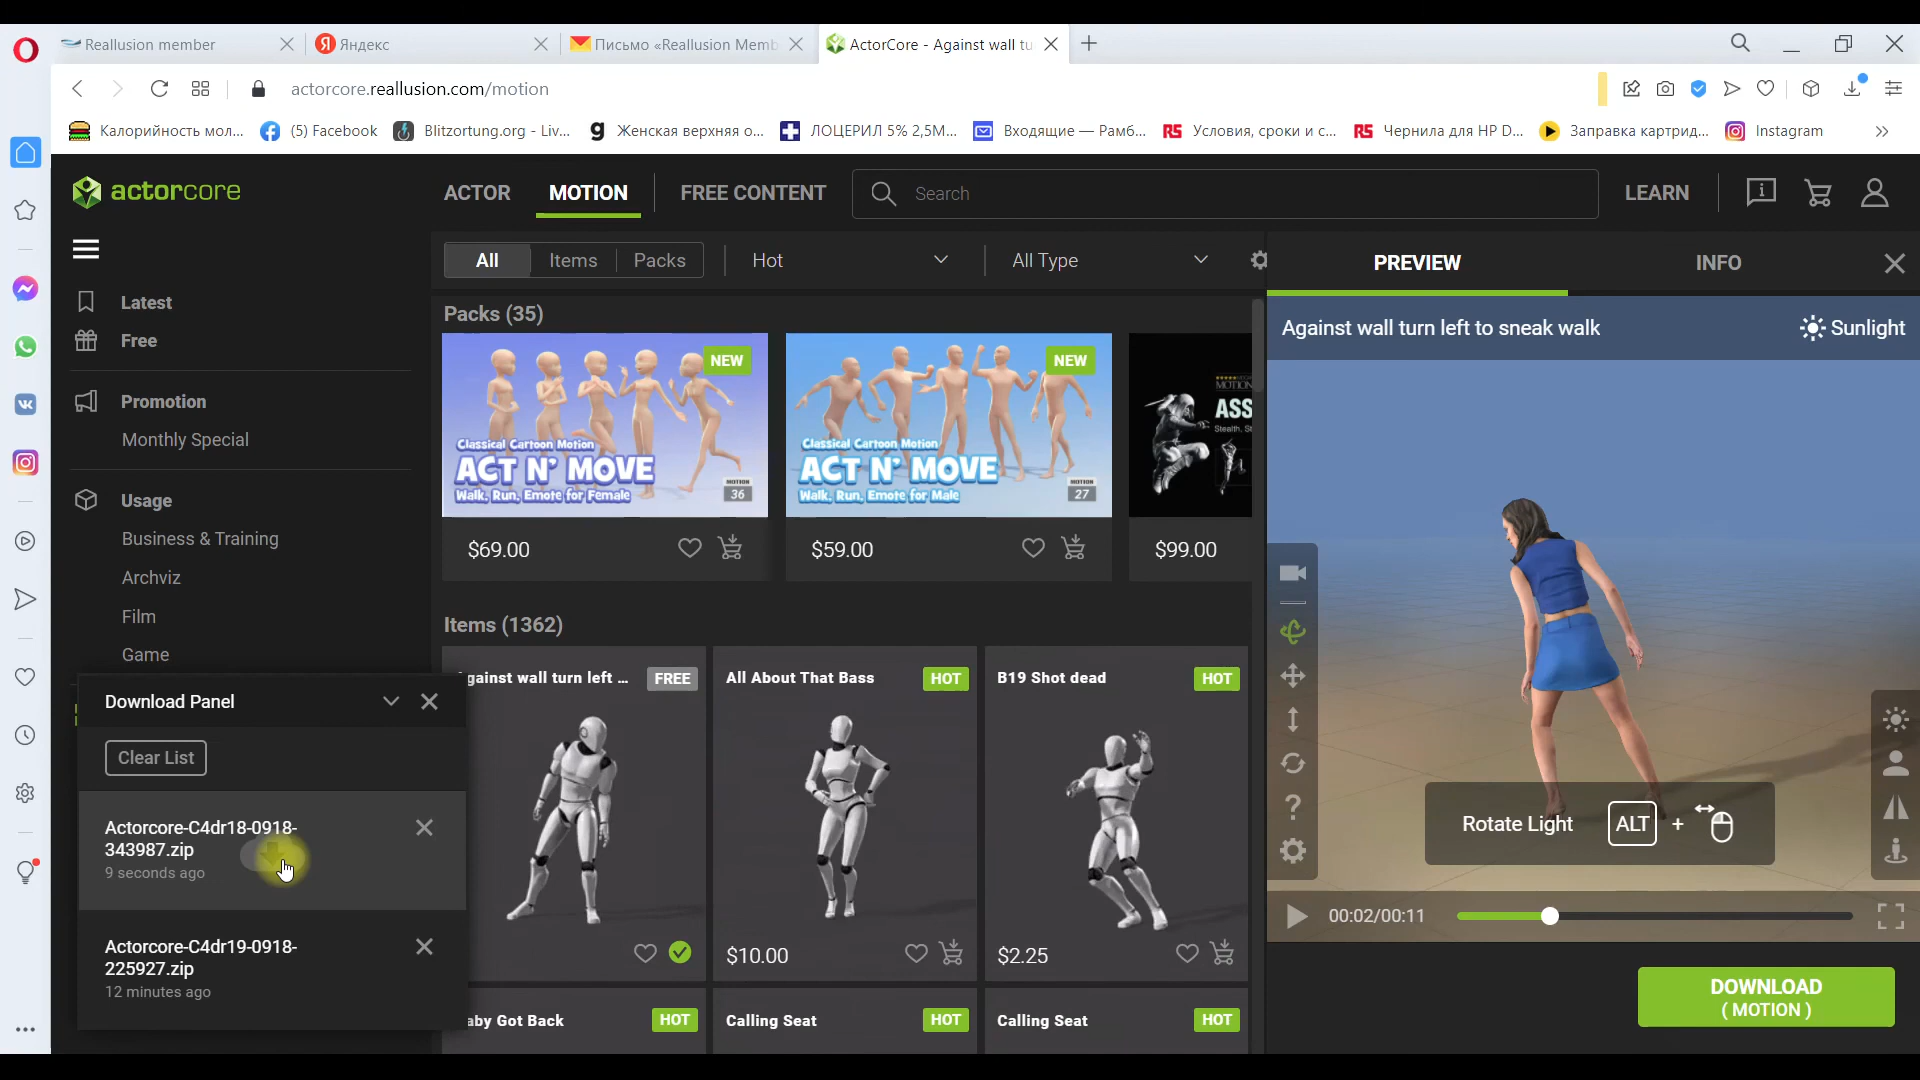 Reallusion member
Яндекс
Письмо «Reallusion Memb
ActorCore - Against wall tu
actorcore.reallusion.com/motion
Калорийность мол...
(5) Facebook
Blitzortung.org - Liv...
Женская верхняя о...
ЛОЦЕРИЛ 5% 2,5М...
Входящие — Рамб...
Условия, сроки и с...
Чернила для HP D...
Заправка картрид...
Instagram
actorcore
ACTOR
MOTION
FREE CONTENT
Search
LEARN
Latest
Free
Promotion
Monthly Special
Usage
Business & Training
Archviz
Film
Game
All
Items
Packs
Hot
All Type
Packs (35)
NEW
Classical Cartoon Motion
ACT N' MOVE
Walk, Run, Emote for Female
MOTION
36
$69.00
NEW
Classical Cartoon Motion
ACT N' MOVE
Walk, Run, Emote for Male
MOTION
27
$59.00
MOTION
ASS
$99.00
Items (1362)
gainst wall turn left ...
FREE
All About That Bass
HOT
$10.00
B19 Shot dead
HOT
$2.25
aby Got Back
HOT
Calling Seat
HOT
Calling Seat
HOT
Download Panel
Clear List
Actorcore-C4dr18-0918-
343987.zip
9 seconds ago
Actorcore-C4dr19-0918-
225927.zip
12 minutes ago
PREVIEW
INFO
Against wall turn left to sneak walk
Sunlight
Rotate Light
ALT
+
00:02/00:11
DOWNLOAD
( MOTION )